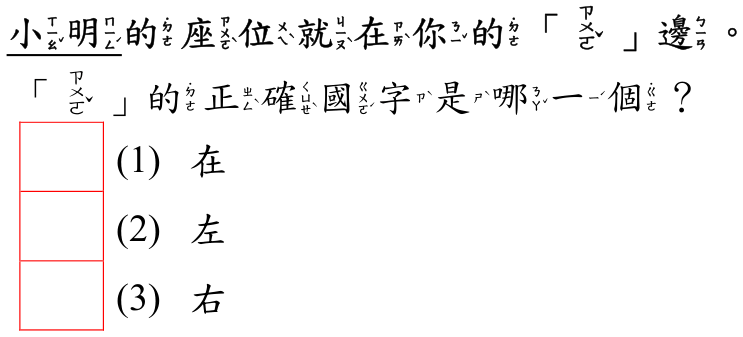 小明的座位就在你的「ㄗㄨㄛˇ」邊。
「ㄗㄨㄛˇ」的正確國字是哪一個？
(1) 在
(2) 左
(3) 右